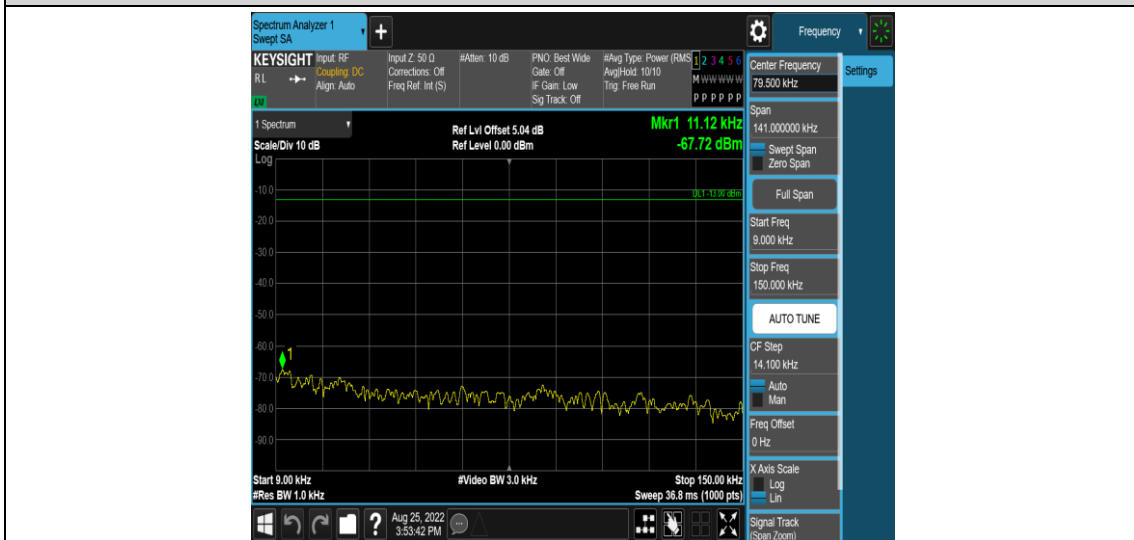 Spectrum Analyzer 1
Swept SA
+
Frequency
KEYSIGHT
RL
LXI
Input: RF
Coupling: DC
Align: Auto
Input Z: 50 Ω
Corrections: Off
Freq Ref: Int (S)
#Atten: 10 dB
PNO: Best Wide
Gate: Off
IF Gain: Low
Sig Track: Off
#Avg Type: Power (RMS
Avg|Hold: 10/10
Trig: Free Run
1 2 3 4 5 6
M W W W W W
P P P P P P
1 Spectrum
Scale/Div 10 dB
Log
Ref Lvl Offset 5.04 dB
Ref Level 0.00 dBm
Mkr1 11.12 kHz
-67.72 dBm
DL1 -13.00 dBm
-10.0
-20.0
-30.0
-40.0
-50.0
-60.0
1
-70.0
-80.0
-90.0
Start 9.00 kHz
#Res BW 1.0 kHz
#Video BW 3.0 kHz
Stop 150.00 kHz
Sweep 36.8 ms (1000 pts)
?
Aug 25, 2022
3:53:42 PM
Center Frequency
79.500 kHz
Span
141.000000 kHz
Swept Span
Zero Span
Full Span
Start Freq
9.000 kHz
Stop Freq
150.000 kHz
AUTO TUNE
CF Step
14.100 kHz
Auto
Man
Freq Offset
0 Hz
X Axis Scale
Log
Lin
Signal Track
(Span Zoom)
Settings